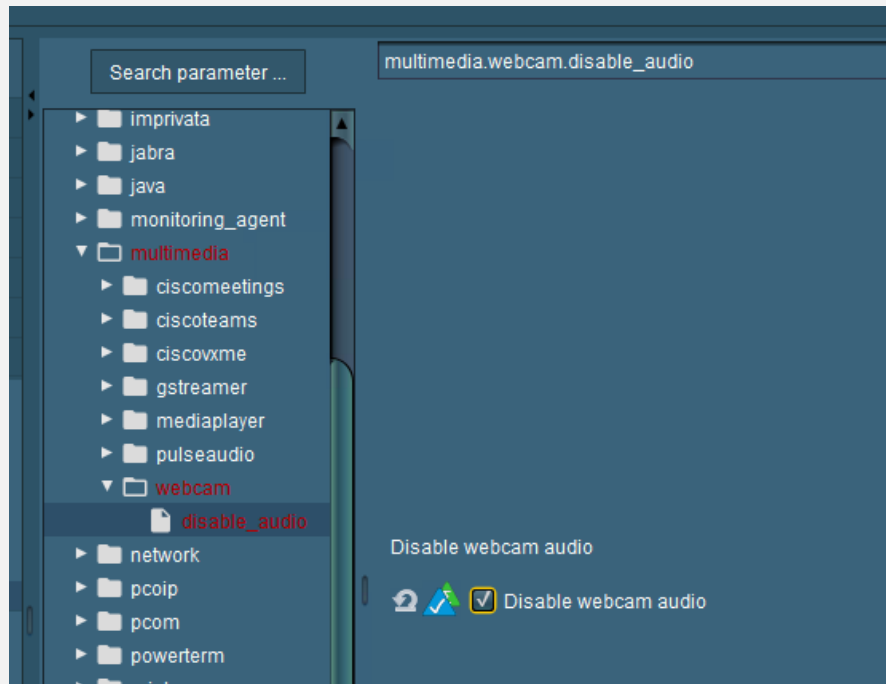 Search parameter ...
multimedia.webcam.disable_audio
imprivata
jabra
java
monitoring_agent
multimedia
ciscomeetings
ciscoteams
ciscovxme
gstreamer
mediaplayer
pulseaudio
webcam
disable_audio
network
pcoip
pcom
powerterm
Disable webcam audio
Disable webcam audio